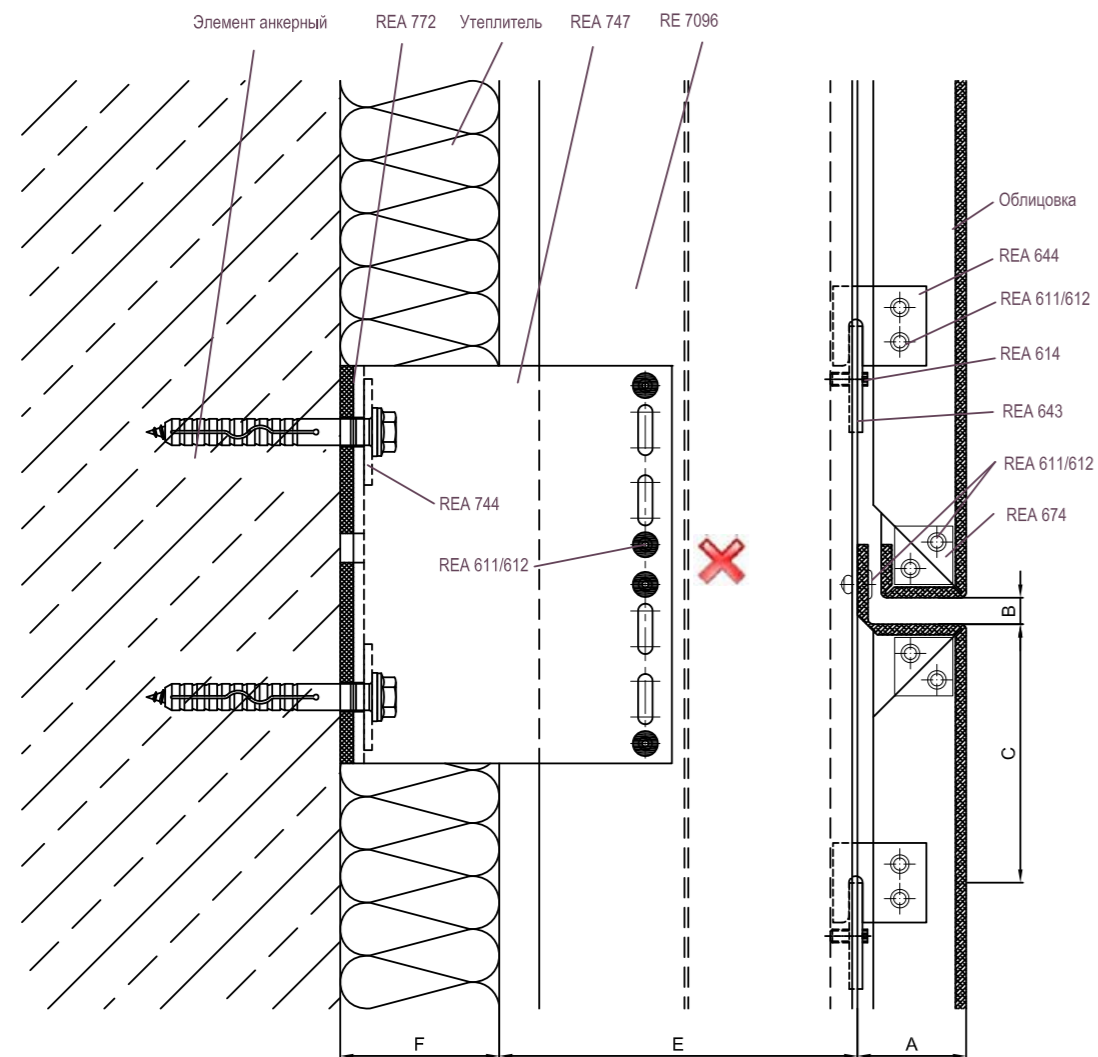 Элемент анкерный
REA 772
Утеплитель
REA 747
RE 7096
Облицовка
REA 644
REA 611/612
REA 614
REA 643
REA 611/612
REA 744
REA 674
REA 611/612
B
C
F
E
A